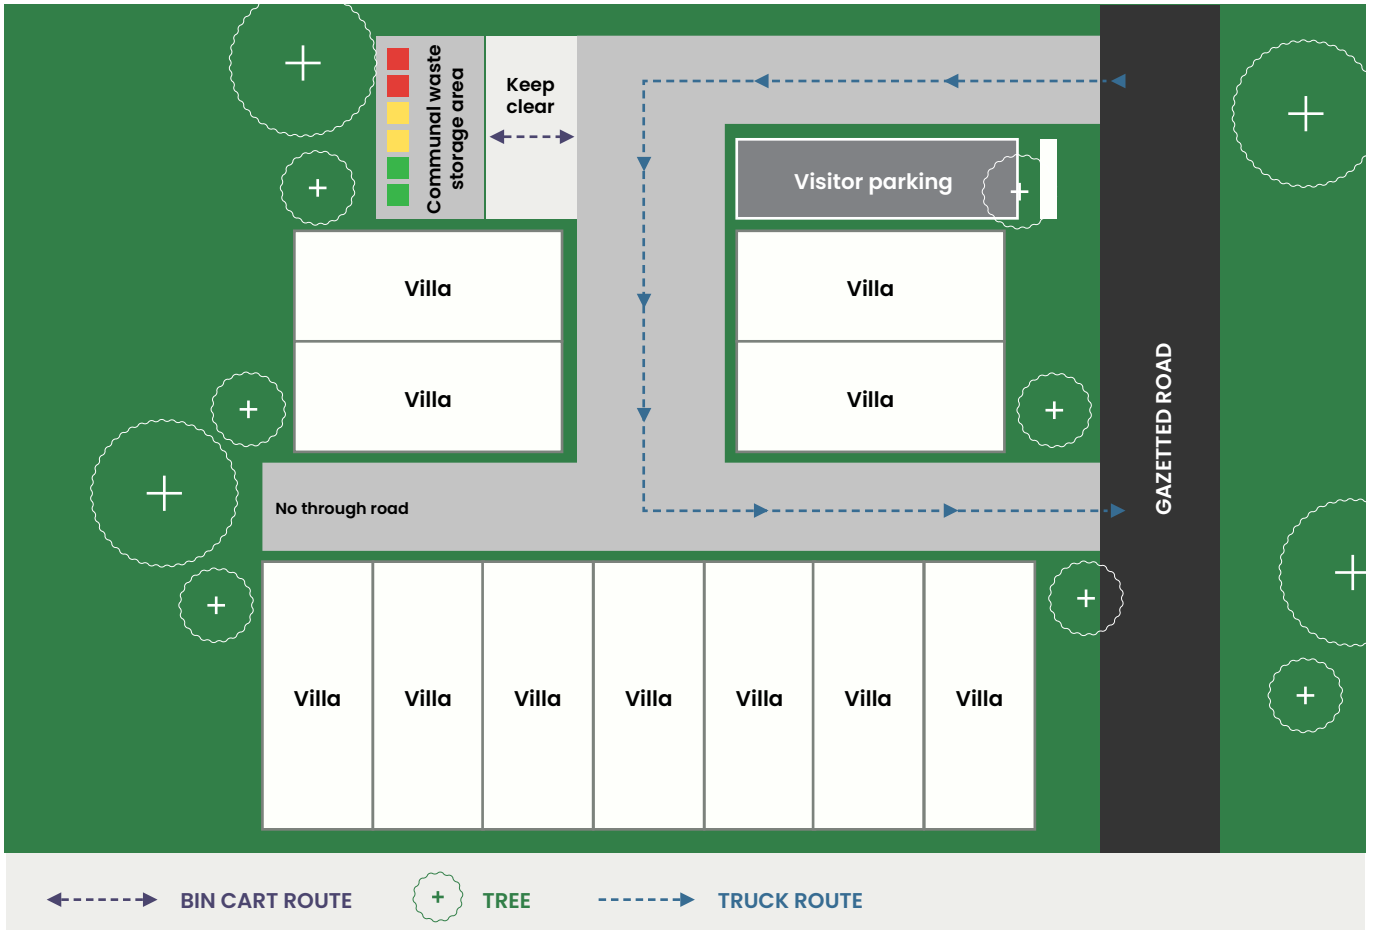 Communal waste
storage area
Keep
clear
Visitor parking
Villa
Villa
Villa
Villa
GAZETTED ROAD
No through road
Villa
Villa
Villa
Villa
Villa
Villa
Villa
BIN CART ROUTE
TREE
TRUCK ROUTE